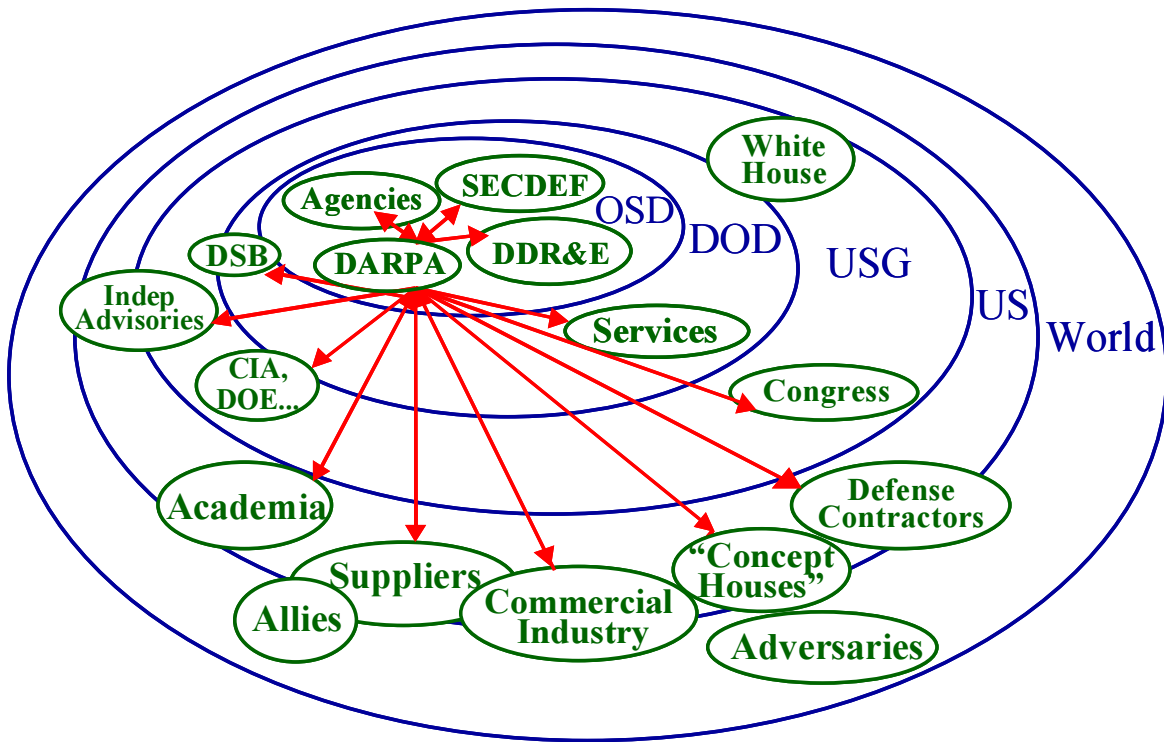 White
House
SECDEF
Agencies
OSD
DOD
DSB
DARPA
DDR&E
USG
Indep
Advisories
US
World
Services
CIA,
DOE...
Congress
Academia
Defense
Contractors
“Concept
Houses”
Suppliers
Commercial
Industry
Allies
Adversaries